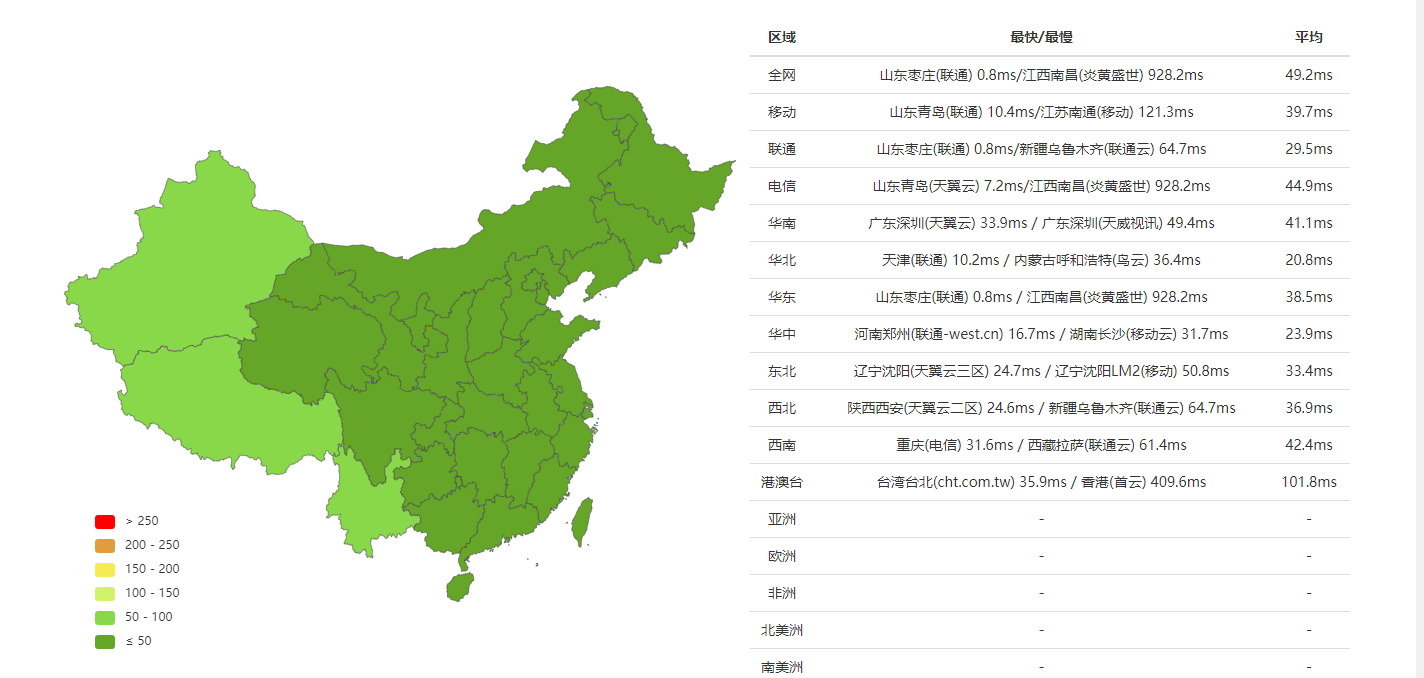 区域 最快/最慢 平均
全网 山东枣庄(联通) 0.8ms/江西南昌(炎黄盛世) 928.2ms 49.2ms
移动 山东青岛(联通) 10.4ms/江苏南通(移动) 121.3ms 39.7ms
联通 山东枣庄(联通) 0.8ms/新疆乌鲁木齐(联通云) 64.7ms 29.5ms
电信 山东青岛(天翼云) 7.2ms/江西南昌(炎黄盛世) 928.2ms 44.9ms
华南 广东深圳(天翼云) 33.9ms / 广东深圳(天威视讯) 49.4ms 41.1ms
华北 天津(联通) 10.2ms / 内蒙古呼和浩特(鸟云) 36.4ms 20.8ms
华东 山东枣庄(联通) 0.8ms / 江西南昌(炎黄盛世) 928.2ms 38.5ms
华中 河南郑州(联通-west.cn) 16.7ms / 湖南长沙(移动云) 31.7ms 23.9ms
东北 辽宁沈阳(天翼云三区) 24.7ms / 辽宁沈阳LM2(移动) 50.8ms 33.4ms
西北 陕西西安(天翼云二区) 24.6ms / 新疆乌鲁木齐(联通云) 64.7ms 36.9ms
西南 重庆(电信) 31.6ms / 西藏拉萨(联通云) 61.4ms 42.4ms
港澳台 台湾台北(cht.com.tw) 35.9ms / 香港(首云) 409.6ms 101.8ms
亚洲 - -
欧洲 - -
非洲 - -
北美洲 - -
南美洲 - -
> 250
200 - 250
150 - 200
100 - 150
50 - 100
≤ 50